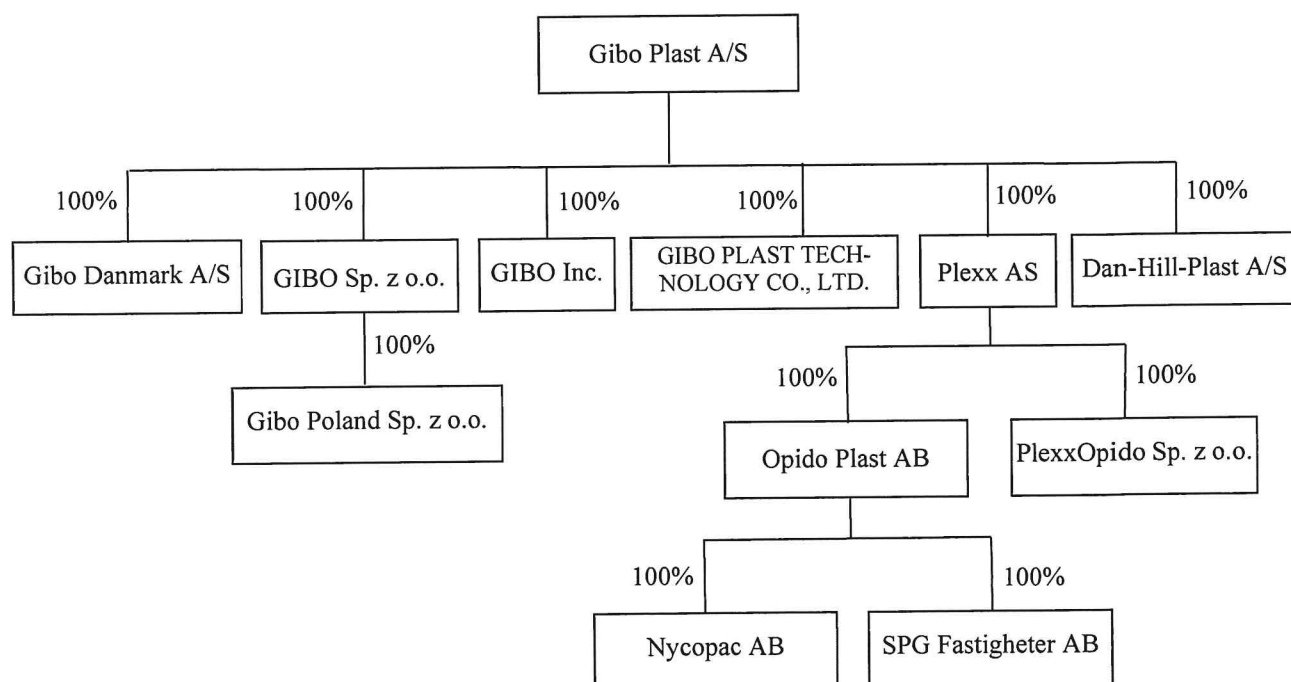 Gibo Plast A/S
100%
100%
100%
100%
100%
100%
Gibo Danmark A/S
GIBO Sp. z o.o.
GIBO Inc.
GIBO PLAST TECH-
NOLOGY CO., LTD.
Plexx AS
Dan-Hill-Plast A/S
100%
Gibo Poland Sp. z o.o.
100%
100%
Opido Plast AB
PlexxOpido Sp. z o.o.
100%
100%
Nycopac AB
SPG Fastigheter AB